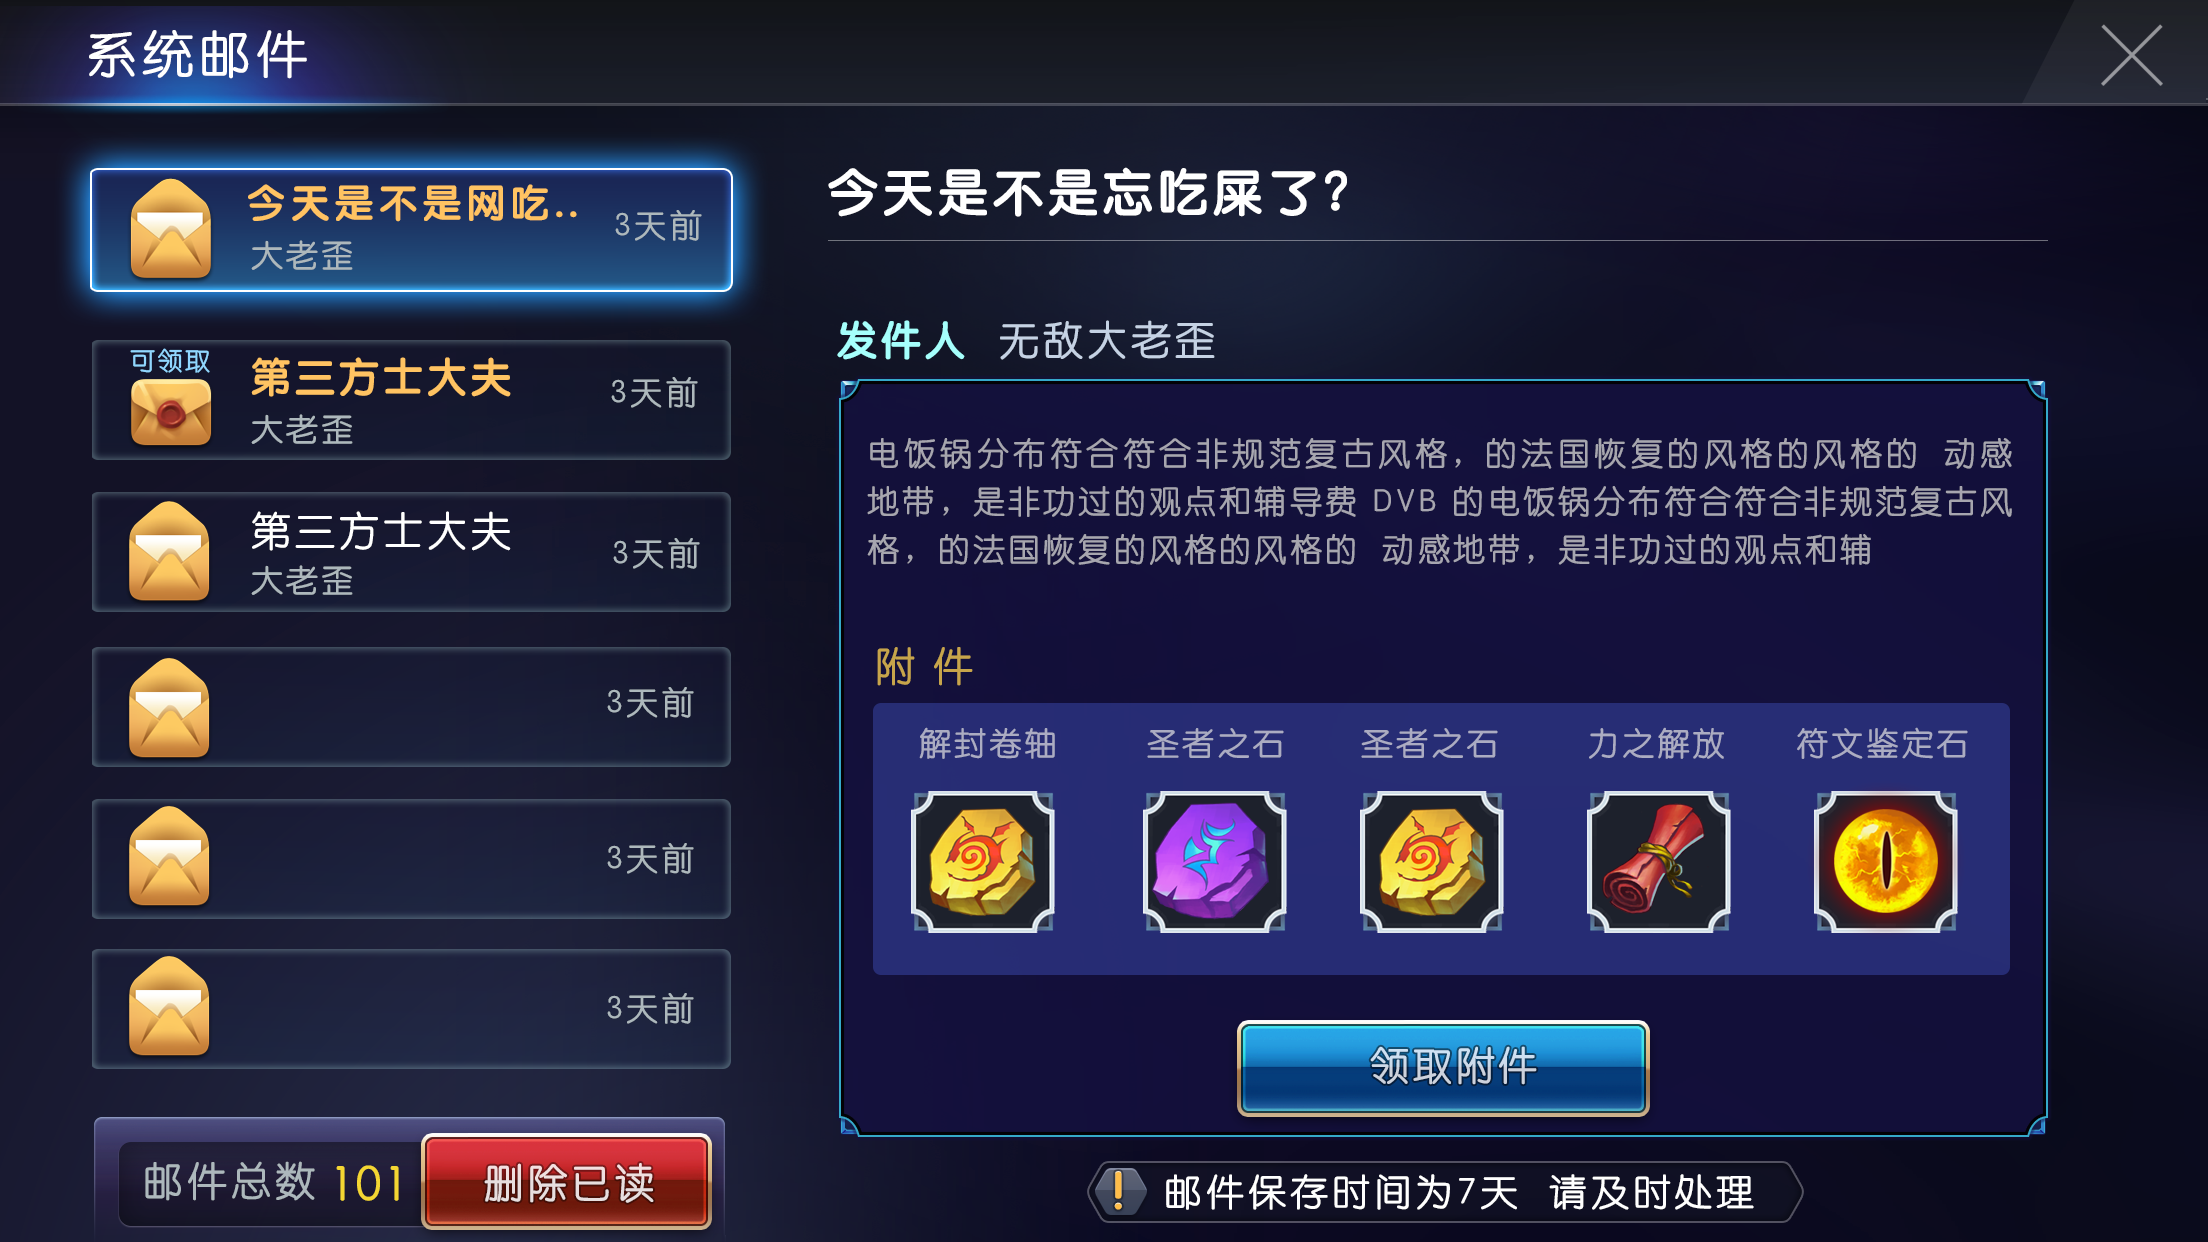 系统邮件
今天是不是网吃..
大老歪
3天前
可领取
第三方士大夫
大老歪
3天前
第三方士大夫
大老歪
3天前
3天前
3天前
3天前
邮件总数 101
删除已读
今天是不是忘吃屎了?
发件人 无敌大老歪
电饭锅分布符合符合非规范复古风格，的法国恢复的风格的风格的 动感
地带，是非功过的观点和辅导费 DVB 的电饭锅分布符合符合非规范复古风
格，的法国恢复的风格的风格的 动感地带，是非功过的观点和辅
附 件
解封卷轴 圣者之石 圣者之石 力之解放 符文鉴定石
领取附件
邮件保存时间为7天 请及时处理